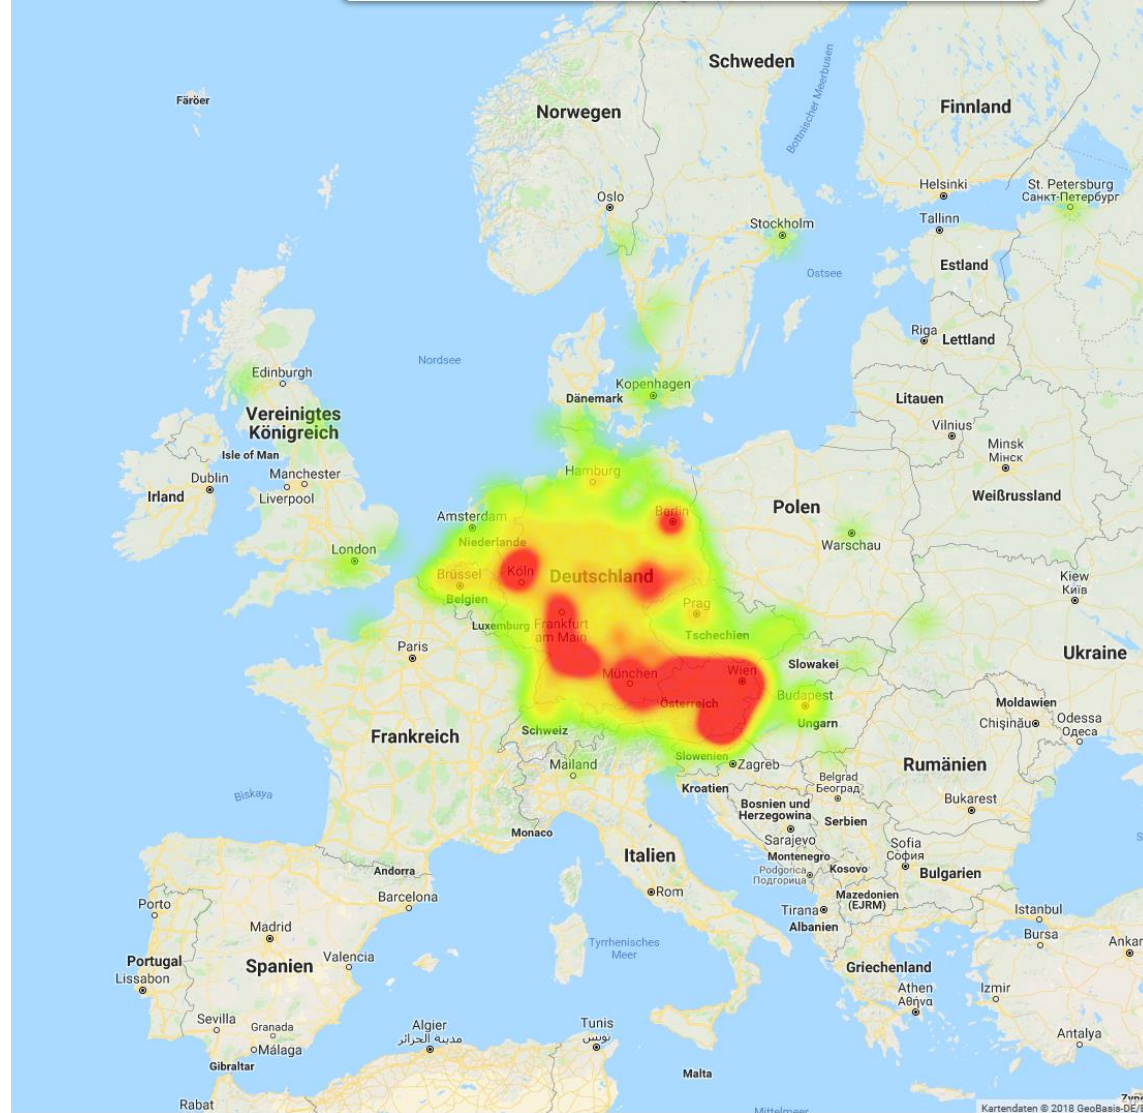 Schweden
Färöer
Norwegen
Bottnischer Meerbusen
Finnland
Helsinki
St. Petersburg
Санкт-Петербург
Oslo
Tallinn
Stockholm
Estland
Ostsee
Riga
Lettland
Nordsee
Edinburgh
Kopenhagen
Dänemark
Litauen
Vereinigtes
Königreich
Vilnius
Minsk
Мінск
Isle of Man
Hamburg
Manchester
Dublin
Liverpool
Irland
Weißrussland
Polen
Berlin
Amsterdam
Warschau
Niederlande
London
Köln
Deutschland
Brüssel
Kiew
Київ
Belgien
Prag
Luxemburg
Frankfurt
am Main
Tschechien
Paris
Slowakei
Ukraine
München
Wien
Österreich
Budapest
Ungarn
Moldawien
Chișinău
Odessa
Одеса
Schweiz
Frankreich
Slowenien
Zagreb
Mailand
Rumänien
Kroatien
Belgrad
Београд
Biskaya
Bosnien und
Herzegowina
Bukarest
Serbien
Monaco
Sarajevo
Sofia
София
Italien
Montenegro
Kosovo
Podgorica
Подгорица
Bulgarien
Andorra
Rom
Barcelona
Mazedonien
(EJRM)
Porto
Tirana
Istanbul
Madrid
Albanien
Bursa
Tyrrhenisches
Meer
Ankar
Portugal
Valencia
Spanien
Griechenland
Lissabon
Athen
Αθήνα
Izmir
Sevilla
Granada
Algier
مدينة الجزائر
Tunis
تونس
Málaga
Antalya
Gibraltar
Malta
Rabat
Mittelmeer
Kartendaten © 2018 GeoBasis-DE/